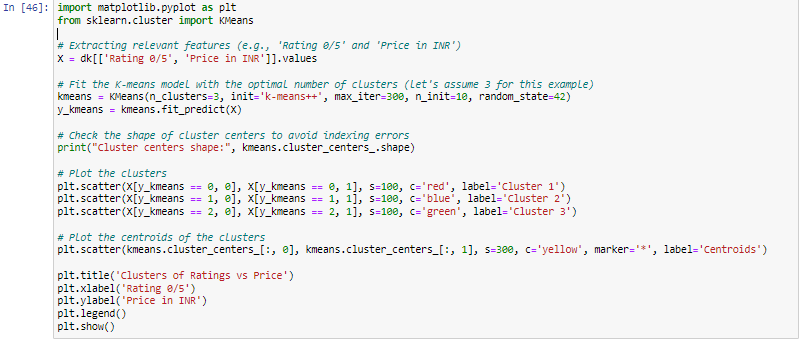 In [46]: import matplotlib.pyplot as plt
from sklearn.cluster import KMeans
# Extracting relevant features (e.g., 'Rating 0/5' and 'Price in INR')
X = dk[['Rating 0/5', 'Price in INR']].values
# Fit the K-means model with the optimal number of clusters (let's assume 3 for this example)
kmeans = KMeans(n_clusters=3, init='k-means++', max_iter=300, n_init=10, random_state=42)
y_kmeans = kmeans.fit_predict(X)
# Check the shape of cluster centers to avoid indexing errors
print("Cluster centers shape:", kmeans.cluster_centers_.shape)
# Plot the clusters
plt.scatter(X[y_kmeans == 0, 0], X[y_kmeans == 0, 1], s=100, c='red', label='Cluster 1')
plt.scatter(X[y_kmeans == 1, 0], X[y_kmeans == 1, 1], s=100, c='blue', label='Cluster 2')
plt.scatter(X[y_kmeans == 2, 0], X[y_kmeans == 2, 1], s=100, c='green', label='Cluster 3')
# Plot the centroids of the clusters
plt.scatter(kmeans.cluster_centers_[:, 0], kmeans.cluster_centers_[:, 1], s=300, c='yellow', marker='*', label='Centroids')
plt.title('Clusters of Ratings vs Price')
plt.xlabel('Rating 0/5')
plt.ylabel('Price in INR')
plt.legend()
plt.show()